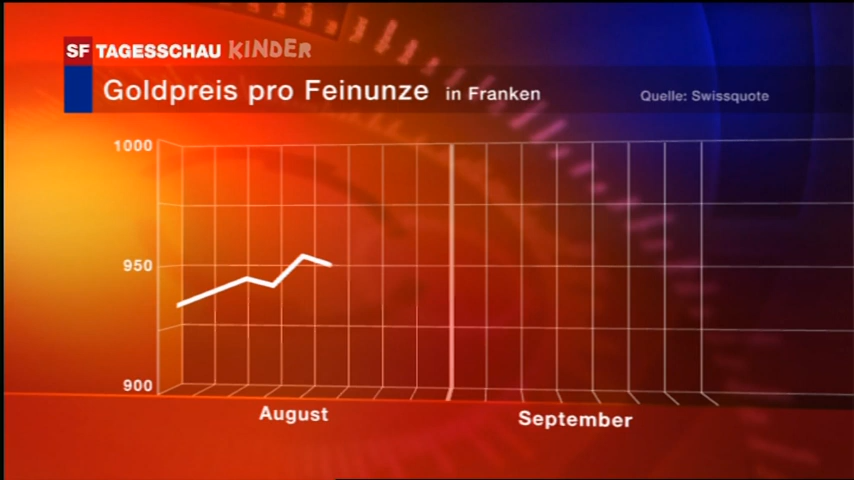 SF TAGESSCHAU KINDER
Goldpreis pro Feinunze in Franken
Quelle: Swissquote
1000
950
900
August
September